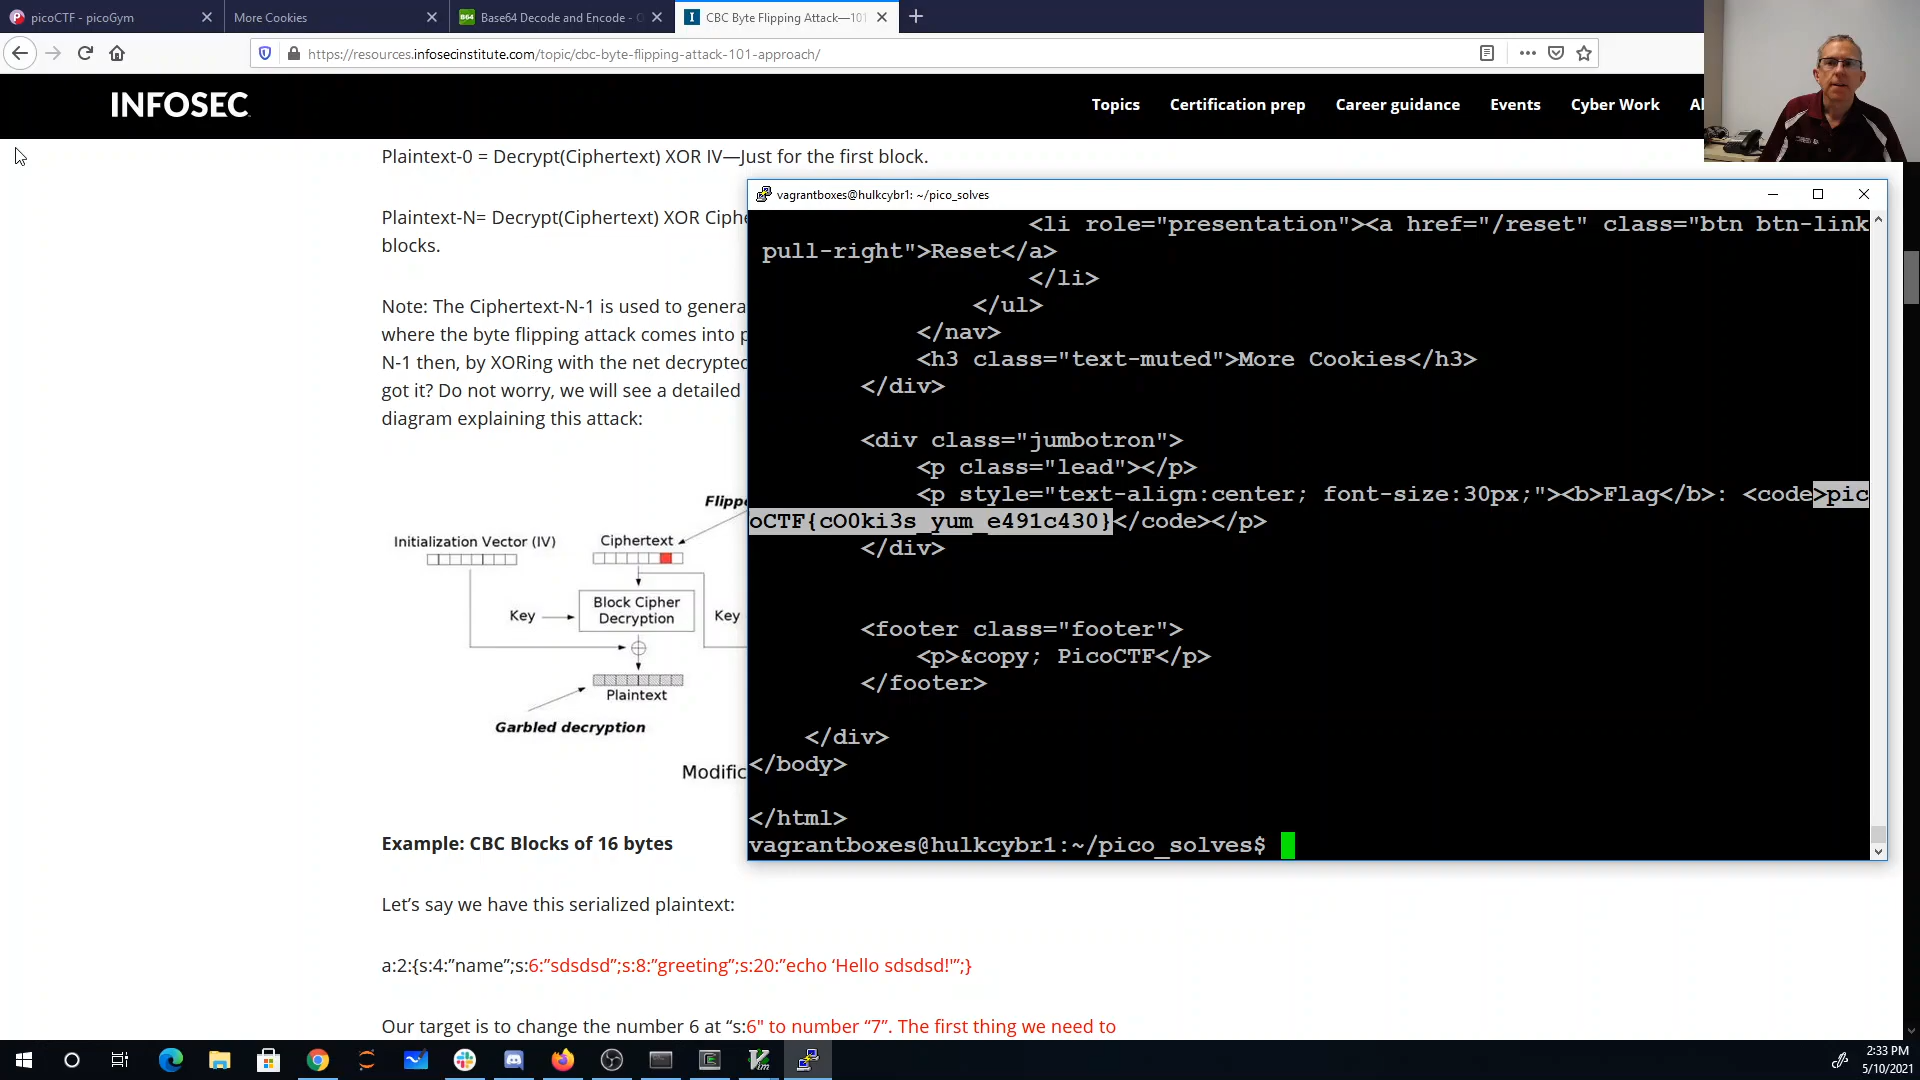 picoCTF - picoGym
More Cookies
Base64 Decode and Encode -
CBC Byte Flipping Attack—101
https://resources.infosecinstitute.com/topic/cbc-byte-flipping-attack-101-approach/
INFOSEC
Topics Certification prep Career guidance Events Cyber Work
Plaintext-0 = Decrypt(Ciphertext) XOR IV—Just for the first block.
Plaintext-N= Decrypt(Ciphertext) XOR Ciphe
blocks.
Note: The Ciphertext-N-1 is used to genera
where the byte flipping attack comes into p
N-1 then, by XORing with the net decrypted
got it? Do not worry, we will see a detailed
diagram explaining this attack:
Flippe
Initialization Vector (IV)
Ciphertext
Block Cipher
Decryption
Key
Key
Plaintext
Garbled decryption
Modific
Example: CBC Blocks of 16 bytes
Let’s say we have this serialized plaintext:
a:2:{s:4:”name”;s:6:”sdsdsd”;s:8:”greeting”;s:20:”echo ‘Hello sdsdsd!'”;}
Our target is to change the number 6 at “s:6" to number “7”. The first thing we need to
vagrantboxes@hulkcybr1: ~/pico_solves
<li role="presentation"><a href="/reset" class="btn btn-link
pull-right">Reset</a>
</li>
</ul>
</nav>
<h3 class="text-muted">More Cookies</h3>
</div>
<div class="jumbotron">
<p class="lead"></p>
<p style="text-align:center; font-size:30px;"><b>Flag</b>: <code>pic
oCTF{cO0ki3s_yum_e491c430}</code></p>
</div>
<footer class="footer">
<p>&copy; PicoCTF</p>
</footer>
</div>
</body>
</html>
vagrantboxes@hulkcybr1:~/pico_solves$
2:33 PM
5/10/2021